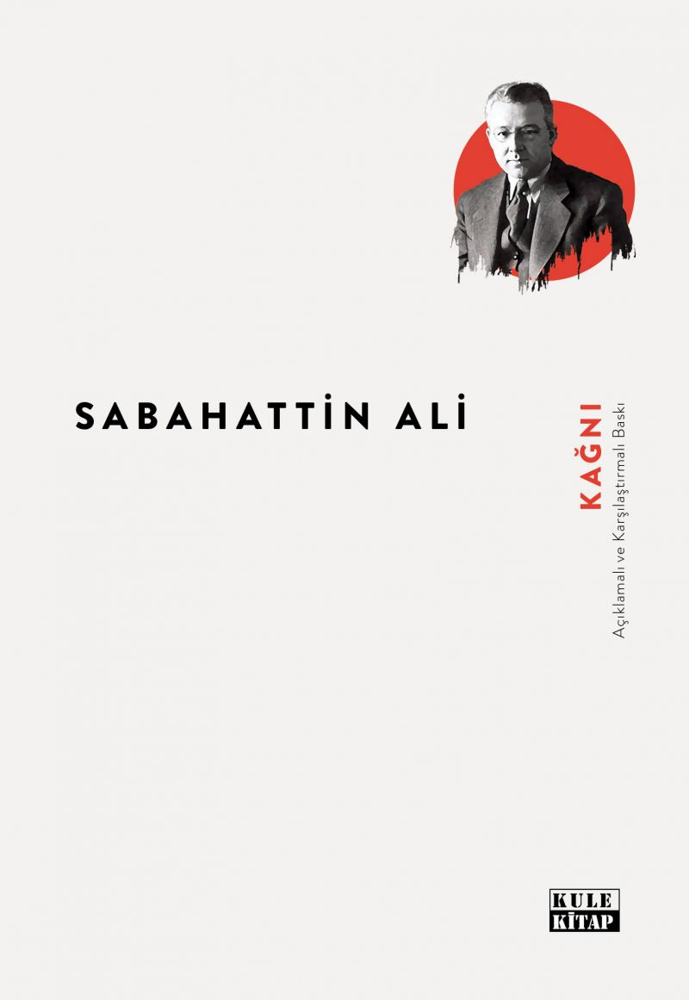 SABAHATTİN ALİ
KAĞNI
Açıklamalı ve Karşılaştırmalı Baskı
KULE
KİTAP